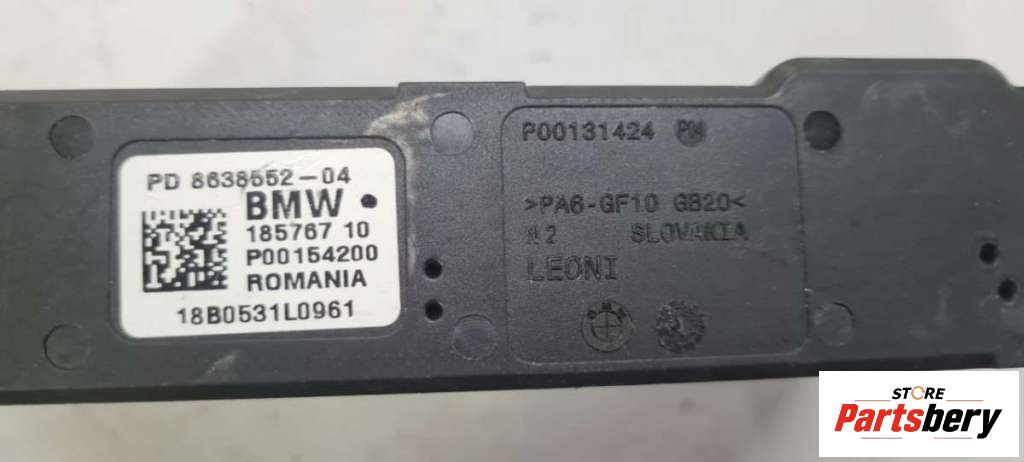 PD 8638552-04
BMW
185767 10
P00154200
ROMANIA
18B0531L0961
P00131424
>PA6-GF10 GB20<
SLOVAKIA
LEONI
STORE
Partsbery